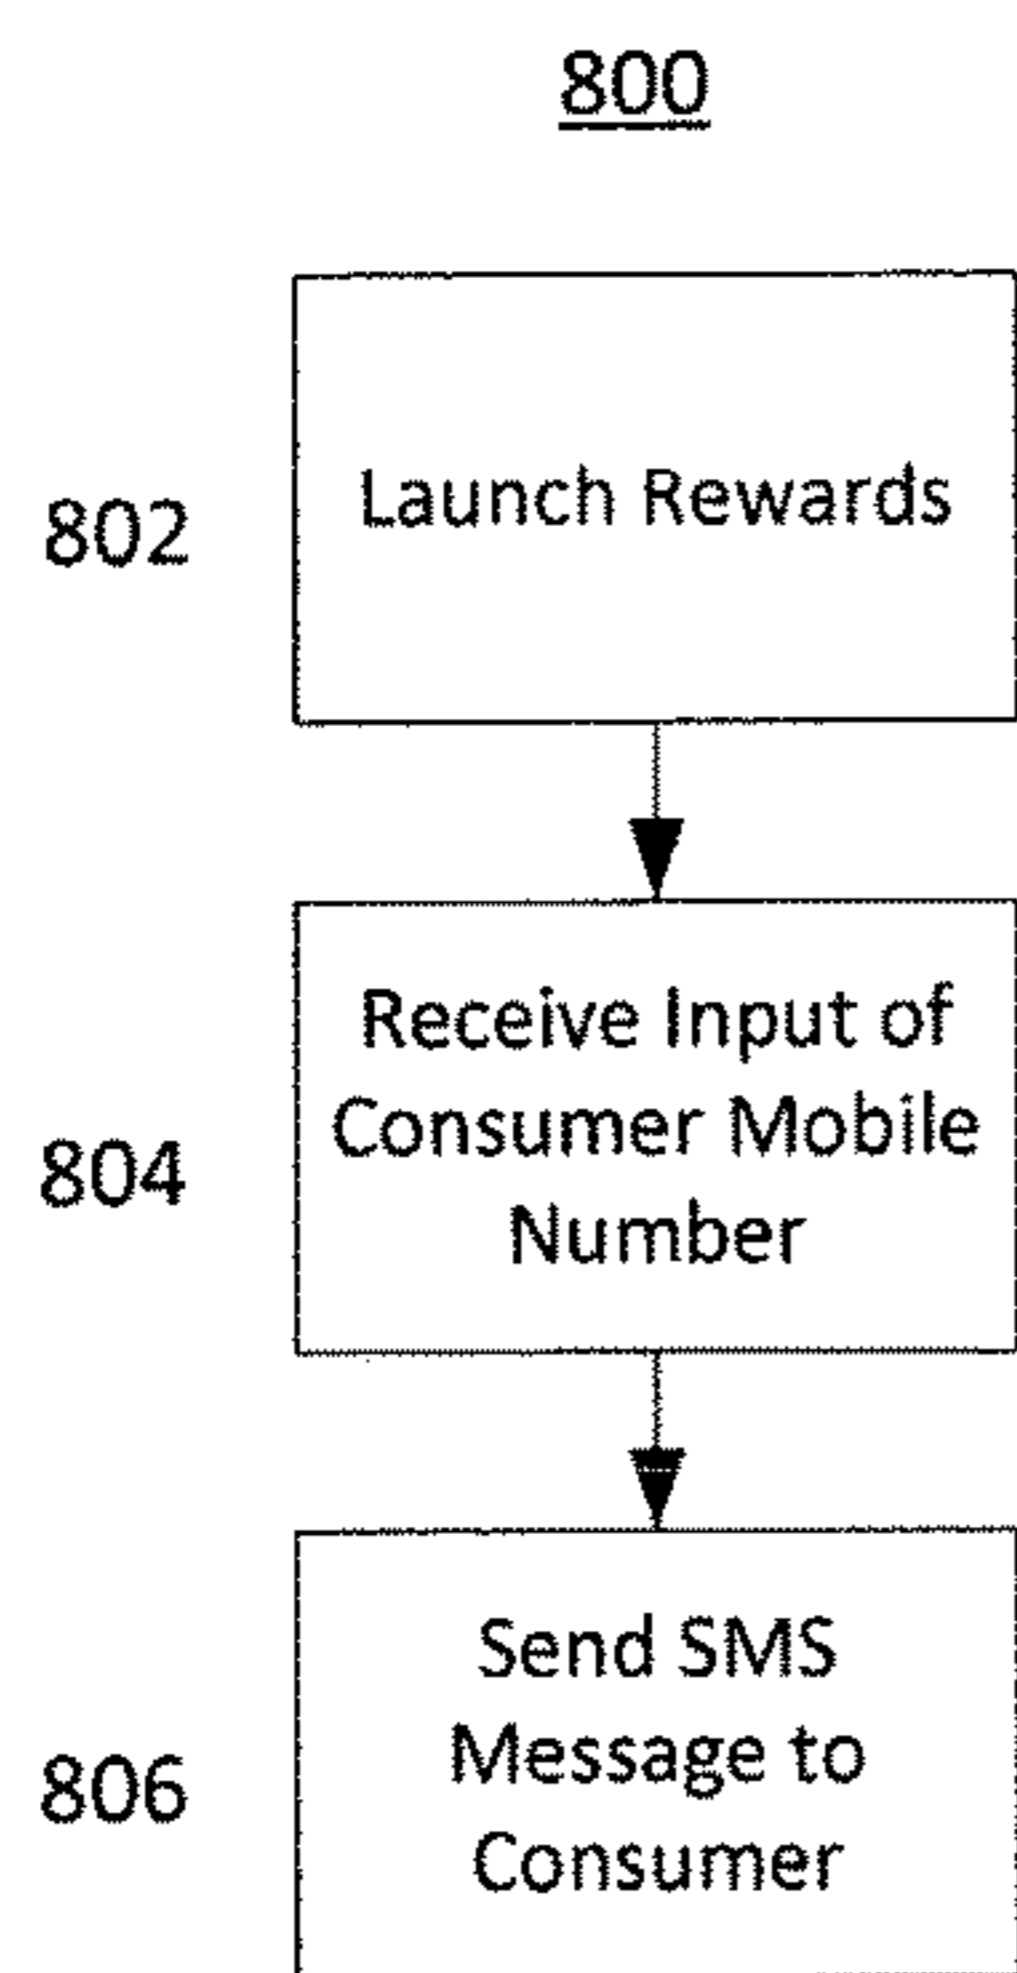 800
802
Launch Rewards
804
Receive Input of
Consumer Mobile
Number
806
Send SMS
Message to
Consumer